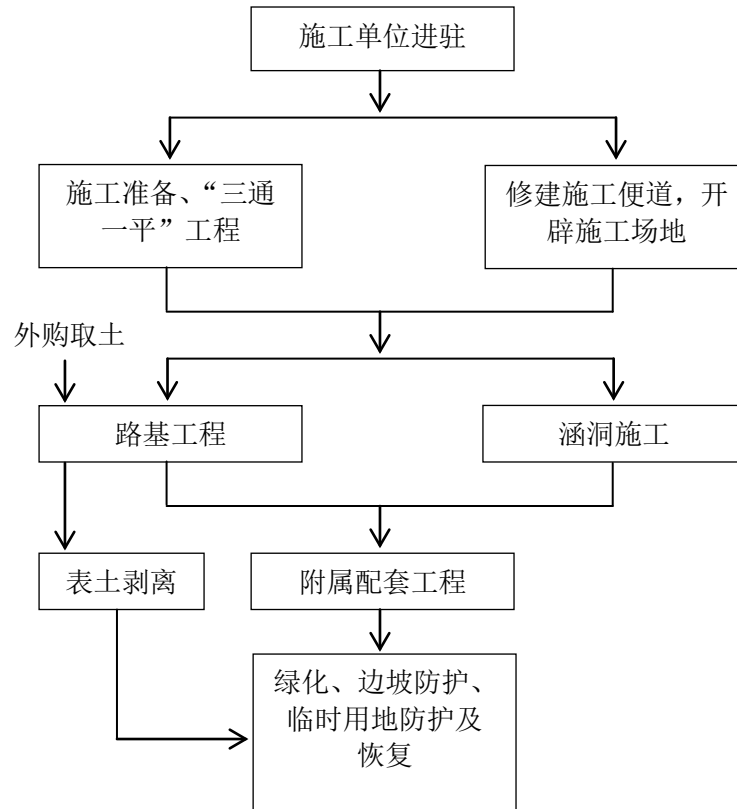 施工单位进驻
施工准备、“三通
一平”工程
修建施工便道，开
辟施工场地
外购取土
路基工程
涵洞施工
表土剥离
附属配套工程
绿化、边坡防护、
临时用地防护及
恢复